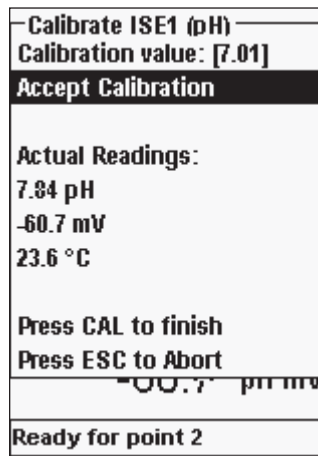 Calibrate ISE1 (pH)
Calibration value: [7.01]
Accept Calibration
Actual Readings:
7.84 pH
-60.7 mV
23.6 °C
Press CAL to finish
Press ESC to Abort
Ready for point 2